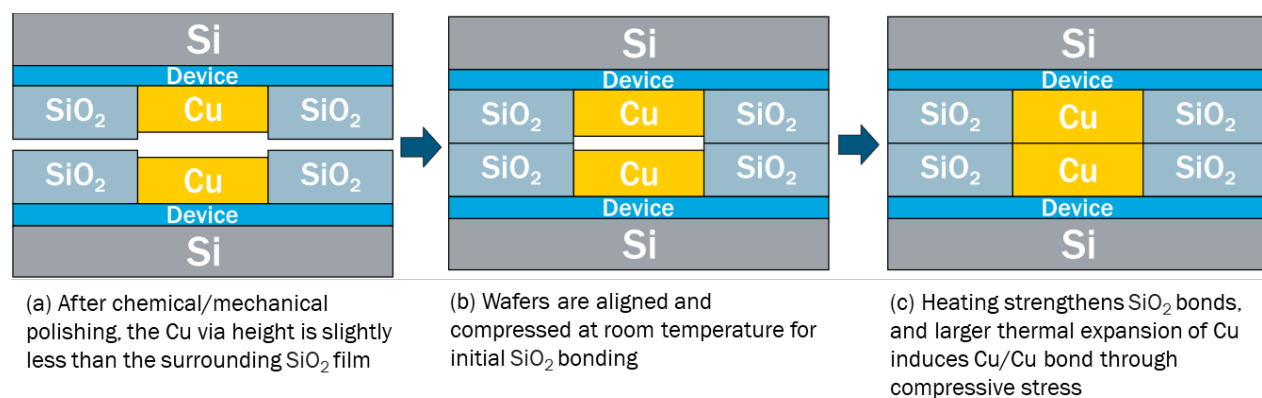 Si
Si
Si
Device
Device
Device
SiO₂ Cu SiO₂
SiO₂ Cu SiO₂
SiO₂ Cu SiO₂
SiO₂ Cu SiO₂
SiO₂ Cu SiO₂
SiO₂ Cu SiO₂
Device
Device
Device
Si
Si
Si
(a) After chemical/mechanical
polishing, the Cu via height is slightly
less than the surrounding SiO₂ film
(b) Wafers are aligned and
compressed at room temperature for
initial SiO₂ bonding
(c) Heating strengthens SiO₂ bonds,
and larger thermal expansion of Cu
induces Cu/Cu bond through
compressive stress